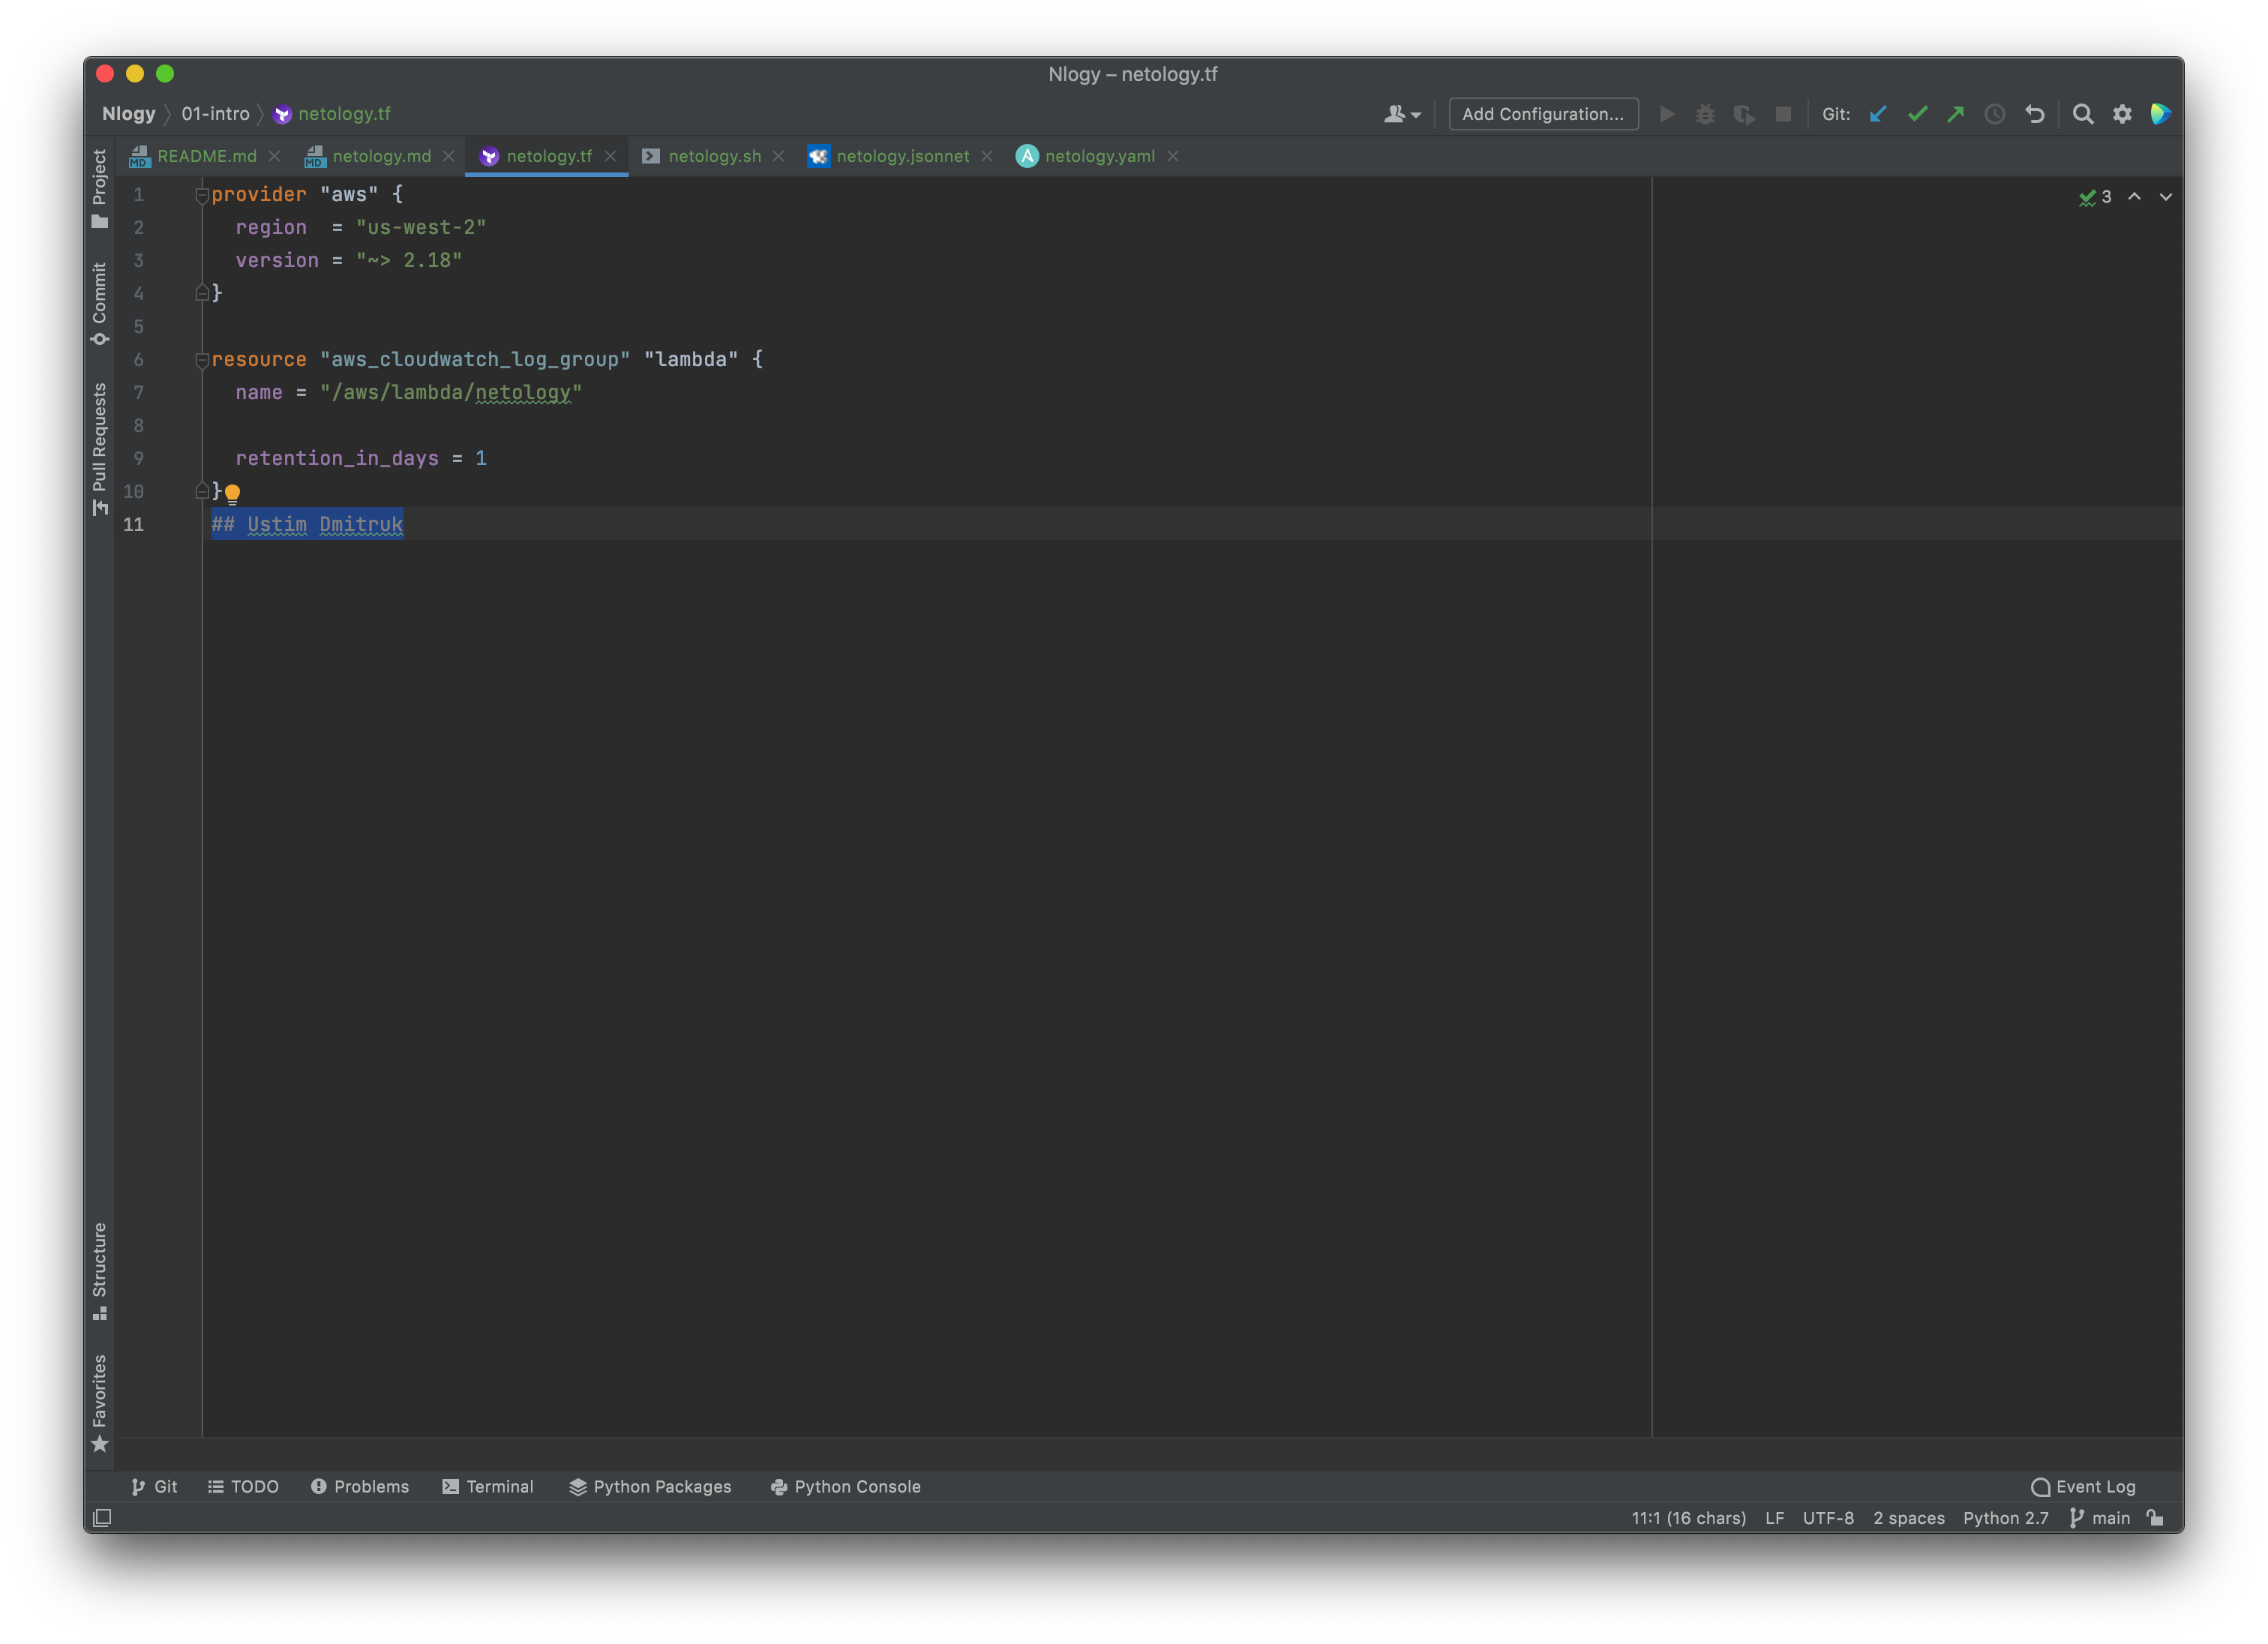 Nlogy – netology.tf
Nlogy 01-intro netology.tf Add Configuration... Git:
README.md netology.md netology.tf netology.sh netology.jsonnet A netology.yaml
MD MD
3
1 provider "aws" {
2   region  = "us-west-2"
3   version = "~> 2.18"
4 }
5
6 resource "aws_cloudwatch_log_group" "lambda" {
7   name = "/aws/lambda/netology"
8
9   retention_in_days = 1
10 }
11 ## Ustim Dmitruk
Project
Commit
Pull Requests
Structure
Favorites
Git TODO Problems Terminal Python Packages Python Console Event Log
11:1 (16 chars) LF UTF-8 2 spaces Python 2.7 main